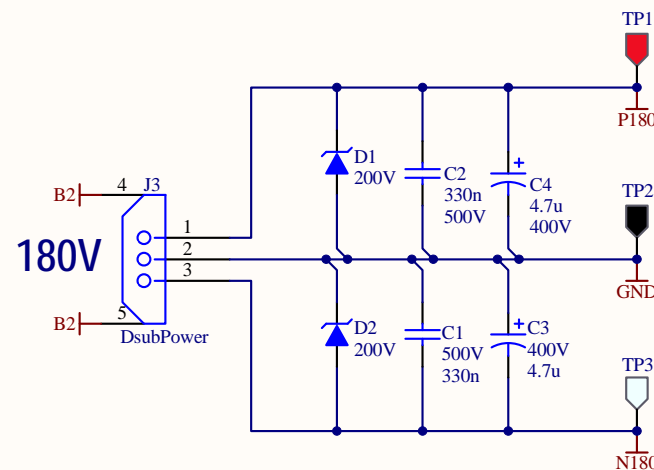 TP1
P180
D1
200V
C2
330n
500V
C4
4.7u
400V
TP2
B2
4
J3
1
2
3
180V
GND
B2
5
DsubPower
D2
200V
C1
500V
330n
C3
400V
4.7u
TP3
N180